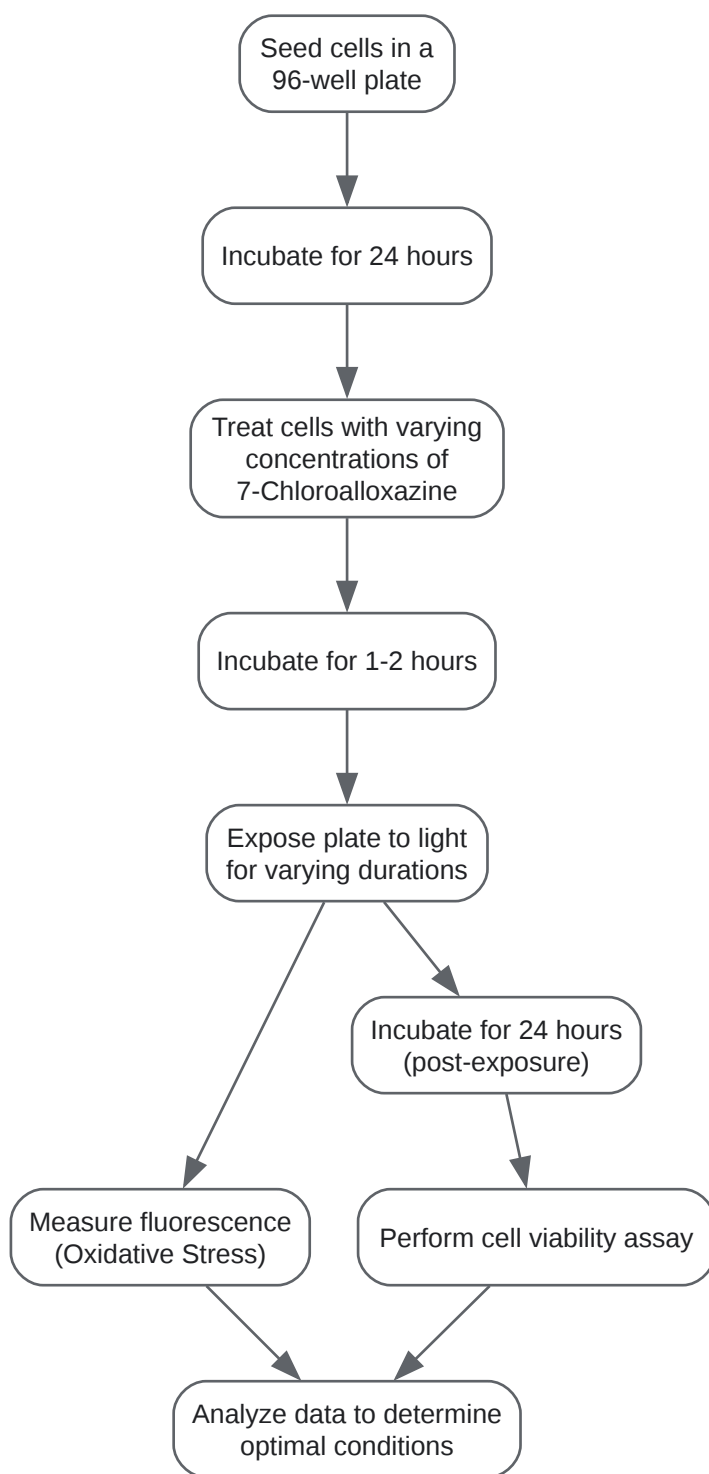 Seed cells in a
96-well plate
Incubate for 24 hours
Treat cells with varying
concentrations of
7-Chloroalloxazine
Incubate for 1-2 hours
Expose plate to light
for varying durations
Incubate for 24 hours
(post-exposure)
Measure fluorescence
(Oxidative Stress)
Perform cell viability assay
Analyze data to determine
optimal conditions